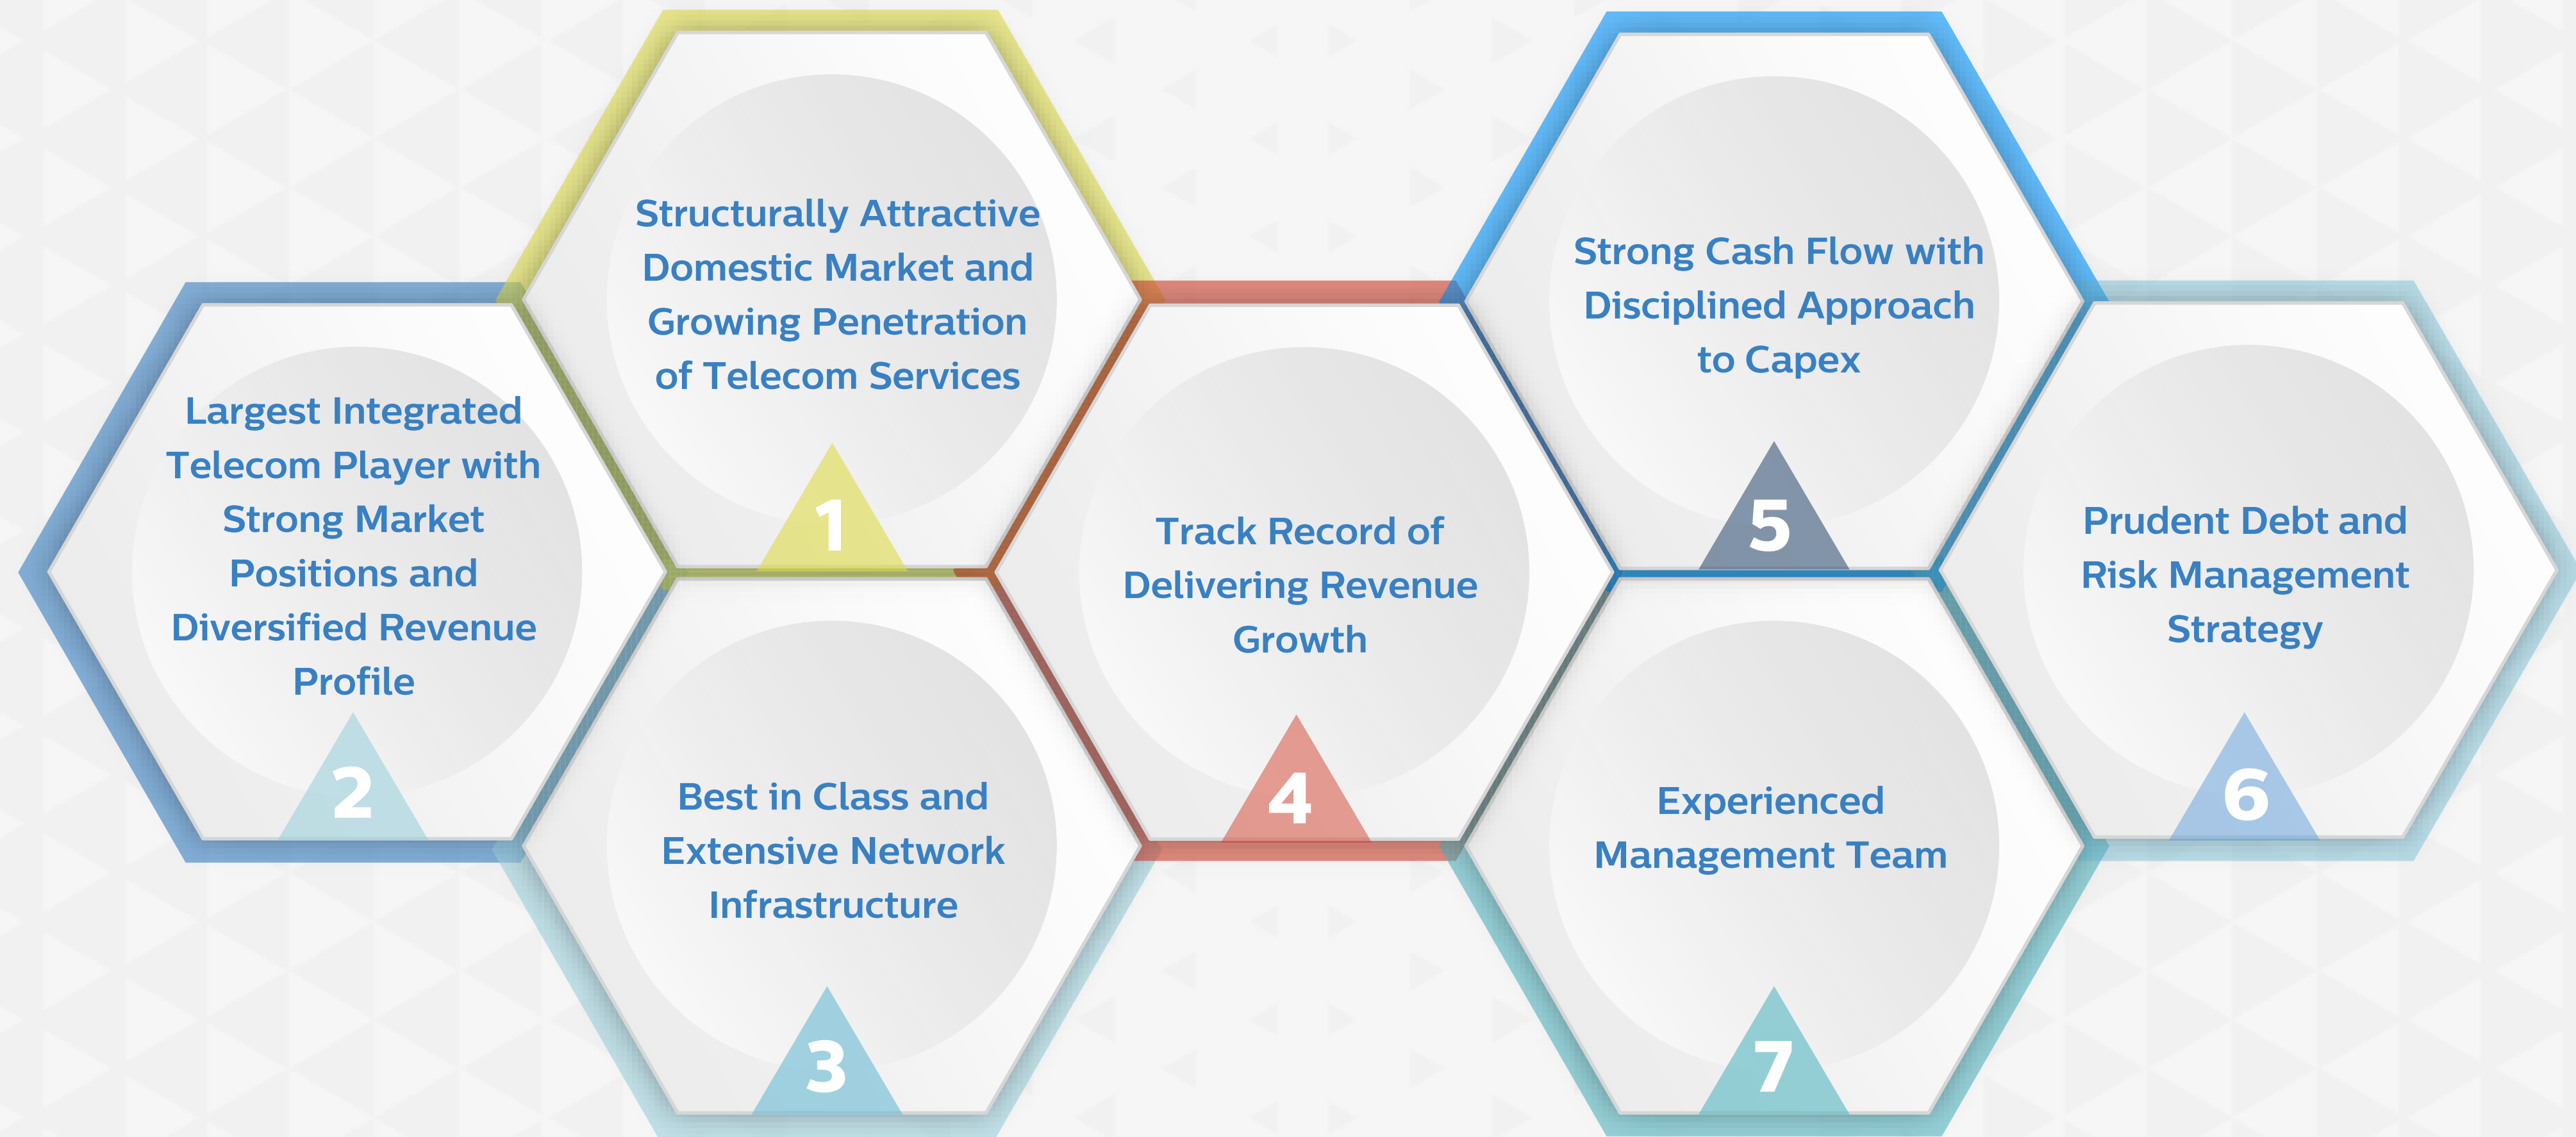 Structurally Attractive
Domestic Market and
Growing Penetration
of Telecom Services
1
Largest Integrated
Telecom Player with
Strong Market
Positions and
Diversified Revenue
Profile
2
Best in Class and
Extensive Network
Infrastructure
3
Track Record of
Delivering Revenue
Growth
4
Strong Cash Flow with
Disciplined Approach
to Capex
5
Prudent Debt and
Risk Management
Strategy
6
Experienced
Management Team
7